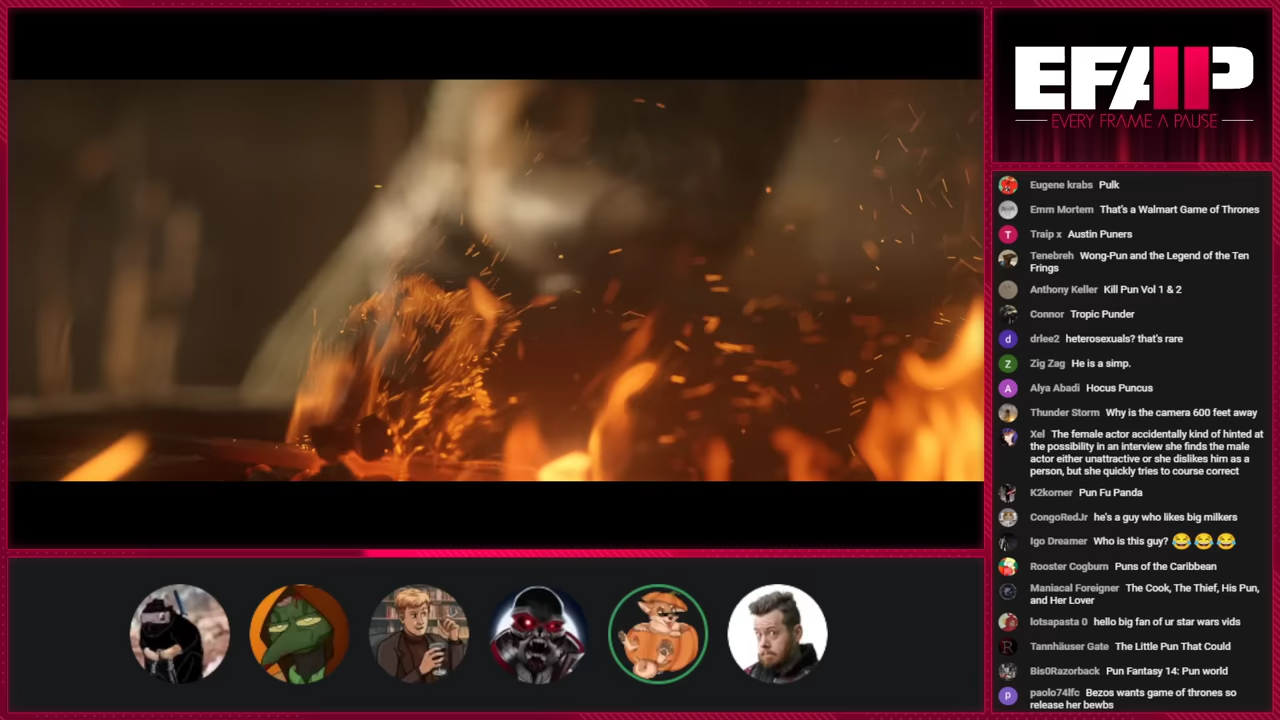 EFAP
EVERY FRAME A PAUSE
Eugene krabs Pulk
Emm Mortem That's a Walmart Game of Thrones
T Traip x Austin Puners
Tenebreh Wong-Pun and the Legend of the Ten
Frings
Anthony Keller Kill Pun Vol 1 & 2
Connor Tropic Punder
d drlee2 heterosexuals? that's rare
Z Zig Zag He is a simp.
A Alya Abadi Hocus Puncus
Thunder Storm Why is the camera 600 feet away
Xel The female actor accidentally kind of hinted at
the possibility in an interview she finds the male
actor either unattractive or she dislikes him as a
person, but she quickly tries to course correct
K2korner Pun Fu Panda
CongoRedJr he's a guy who likes big milkers
Igo Dreamer Who is this guy? 😂😂😂
Rooster Cogburn Puns of the Caribbean
Maniacal Foreigner The Cook, The Thief, His Pun,
and Her Lover
lotsapasta 0 hello big fan of ur star wars vids
R Tannhäuser Gate The Little Pun That Could
Bis0Razorback Pun Fantasy 14: Pun world
p paolo74lfc Bezos wants game of thrones so
release her bewbs